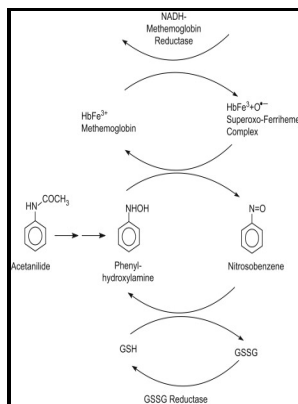 NADH-
Methemoglobin
Reductase
HbFe3+
Methemoglobin
HbFe3+O•—
Superoxo-Ferriheme
Complex
HN
COCH3
Acetanilide
NHOH
Phenyl-
hydroxylamine
N=O
Nitrosobenzene
GSH
GSSG
GSSG Reductase